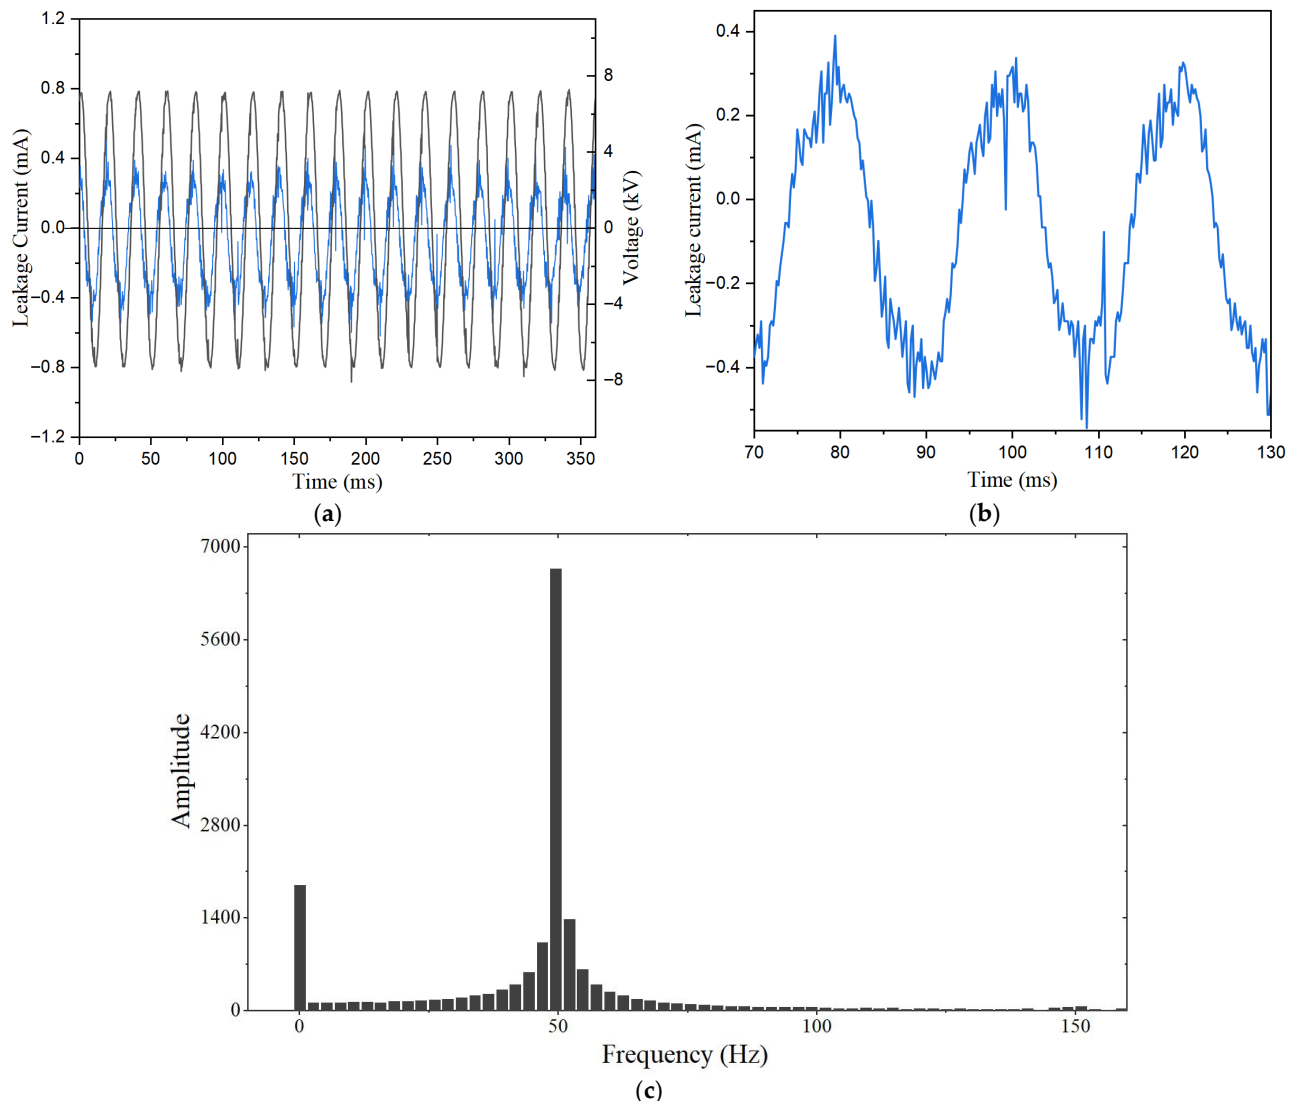 1.2
0.8
0.4
0.0
−0.4
−0.8
−1.2
Leakage Current (mA)
8
4
0
−4
−8
Voltage (kV)
0 50 100 150 200 250 300 350
Time (ms)
(a)
0.4
0.2
0.0
−0.2
−0.4
Leakage current (mA)
70 80 90 100 110 120 130
Time (ms)
(b)
7000
5600
4200
2800
1400
0
Amplitude
0 50 100 150
Frequency (Hz)
(c)